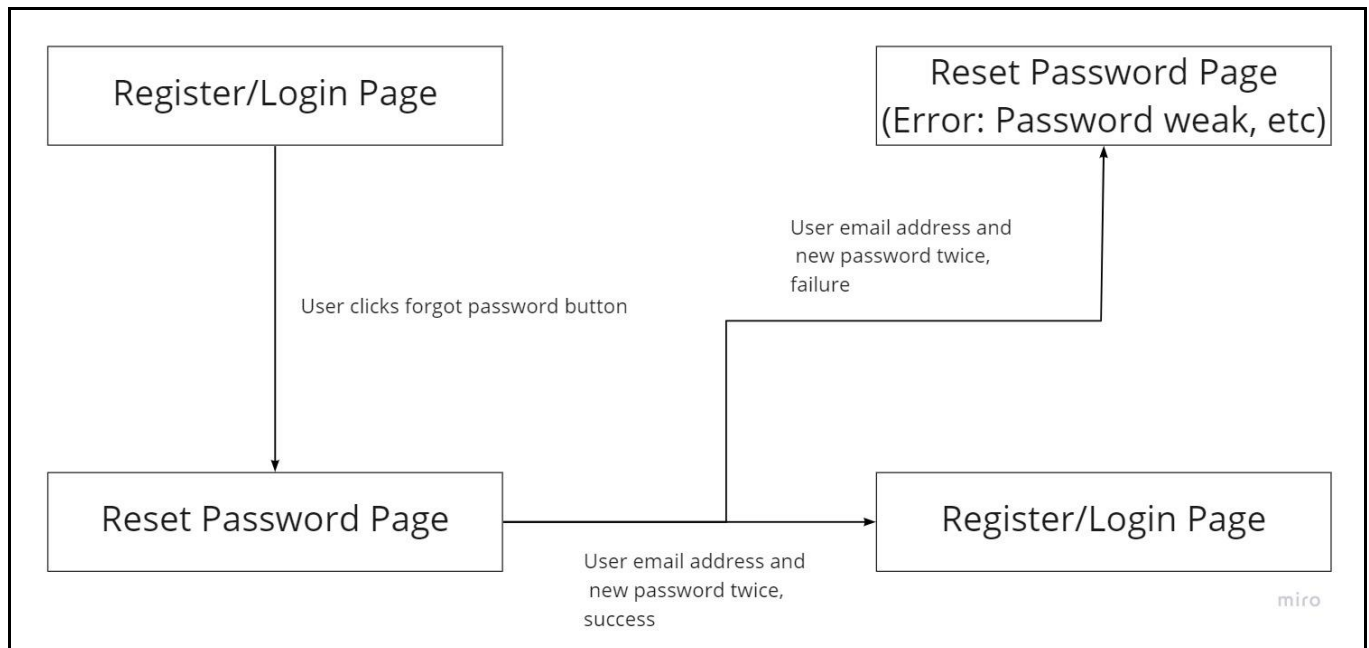 Register/Login Page
Reset Password Page
(Error: Password weak, etc)
User email address and
new password twice,
failure
User clicks forgot password button
Reset Password Page
Register/Login Page
User email address and
new password twice,
success
miro